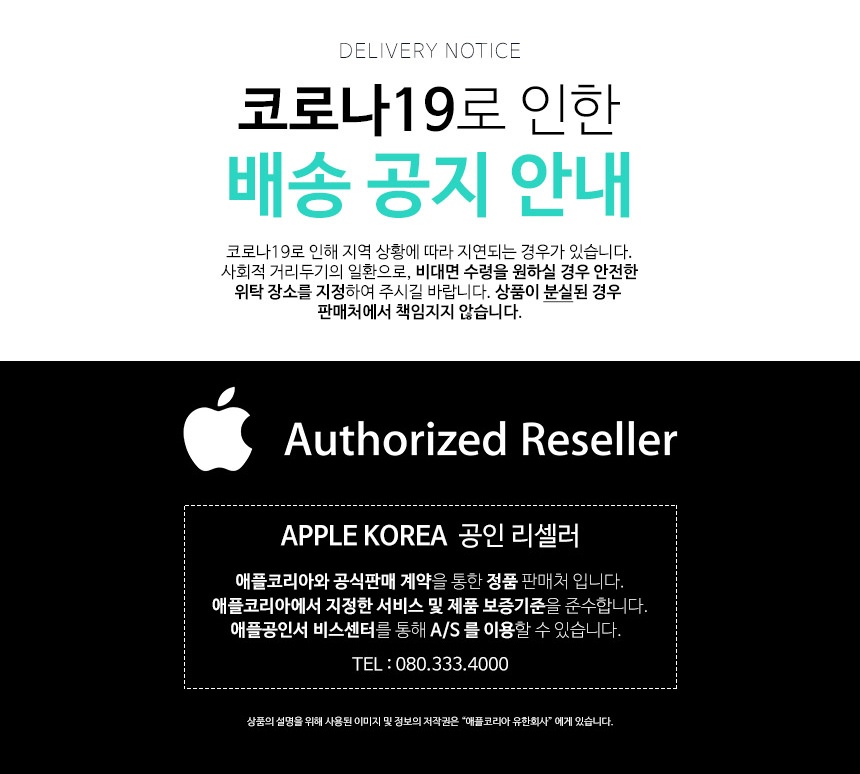 DELIVERY NOTICE
코로나19로 인한
배송 공지 안내
코로나19로 인해 지역 상황에 따라 지연되는 경우가 있습니다.
사회적 거리두기의 일환으로, 비대면 수령을 원하실 경우 안전한
위탁 장소를 지정하여 주시길 바랍니다. 상품이 분실된 경우
판매처에서 책임지지 않습니다.
Authorized Reseller
APPLE KOREA 공인 리셀러
애플코리아와 공식판매 계약을 통한 정품 판매처 입니다.
애플코리아에서 지정한 서비스 및 제품 보증기준을 준수합니다.
애플공인서 비스센터를 통해 A/S 를 이용할 수 있습니다.
TEL : 080.333.4000
상품의 설명을 위해 사용된 이미지 및 정보의 저작권은 “애플코리아 유한회사” 에게 있습니다.